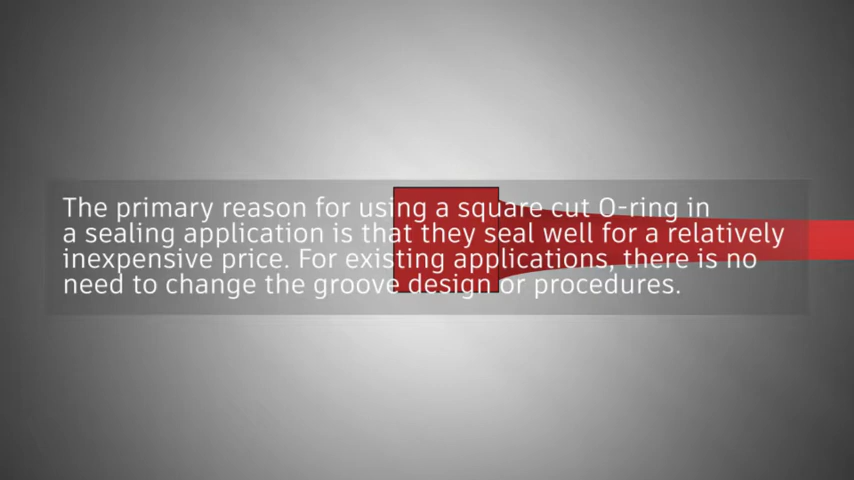 The primary reason for using a square cut O-ring in
a sealing application is that they seal well for a relatively
inexpensive price. For existing applications, there is no
need to change the groove design or procedures.